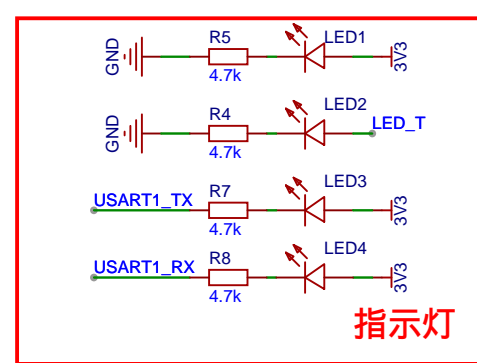 R5
LED1
GND
3V3
4.7k
R4
LED2
GND
LED_T
4.7k
R7
LED3
USART1_TX
3V3
4.7k
R8
LED4
USART1_RX
3V3
4.7k
指示灯